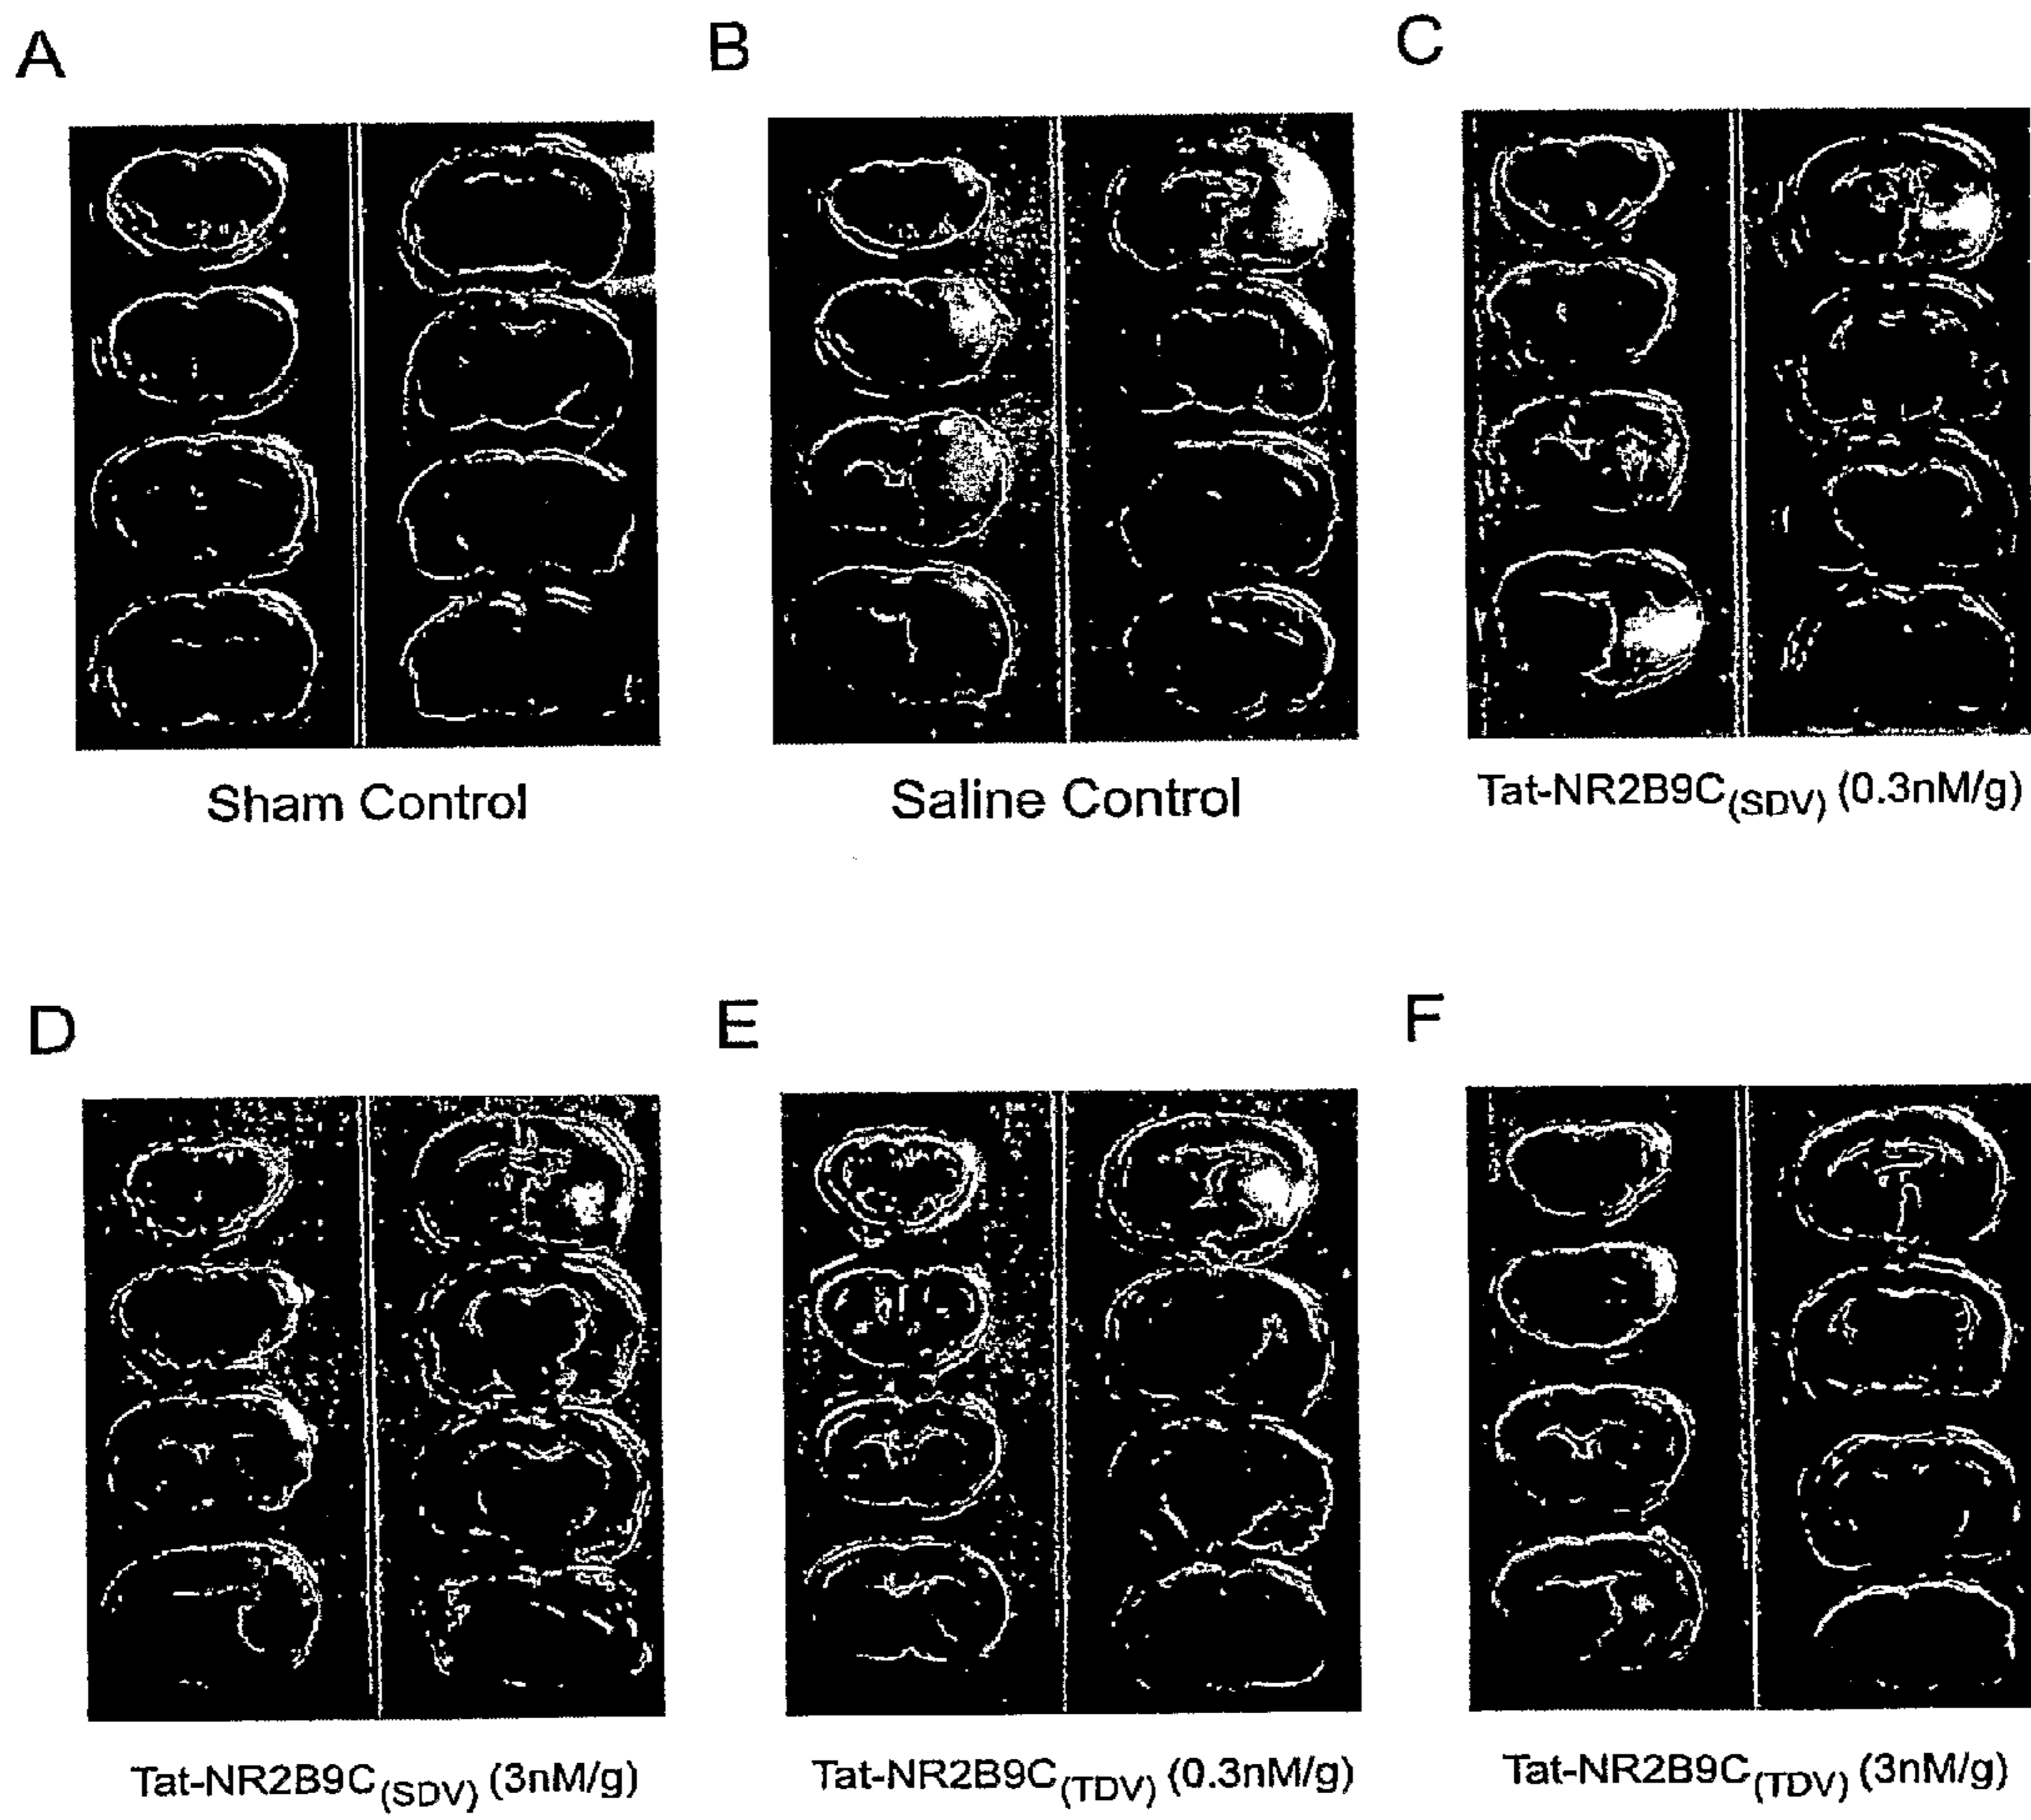 A
B
C
Sham Control
Saline Control
Tat-NR2B9C(SDV) (0.3nM/g)
D
E
F
Tat-NR2B9C(SDV) (3nM/g)
Tat-NR2B9C(TDV) (0.3nM/g)
Tat-NR2B9C(TDV) (3nM/g)